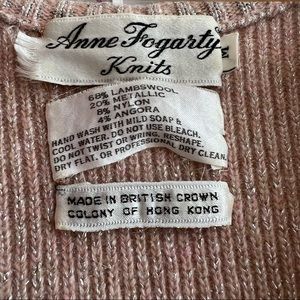 Anne Fogarty
Knits
M
68% LAMBSWOOL
20% METALLIC
8% NYLON
4% ANGORA
HAND WASH WITH MILD SOAP &
COOL WATER. DO NOT USE BLEACH.
DO NOT TWIST OR WRING. RESHAPE.
DRY FLAT. OR PROFESSIONAL DRY CLEAN.
MADE IN BRITISH CROWN
COLONY OF HONG KONG